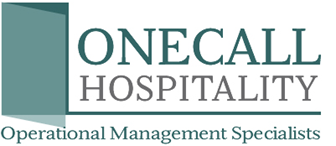 ONECALL
HOSPITALITY
Operational Management Specialists